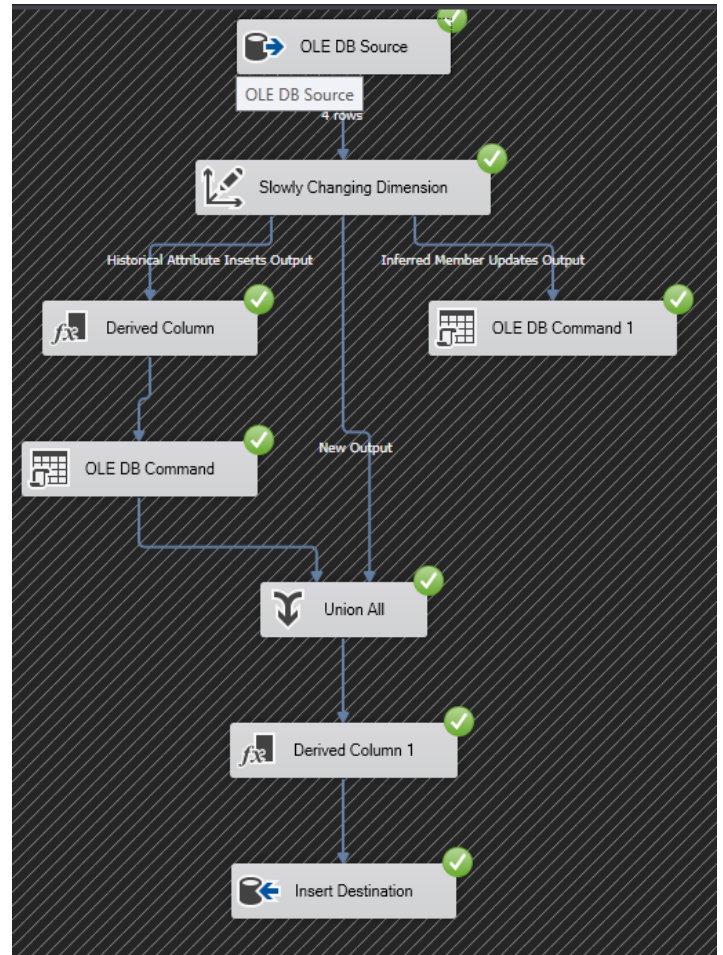 OLE DB Source
OLE DB Source
4 rows
Slowly Changing Dimension
Historical Attribute Inserts Output
Inferred Member Updates Output
Derived Column
OLE DB Command 1
New Output
OLE DB Command
Union All
Derived Column 1
Insert Destination